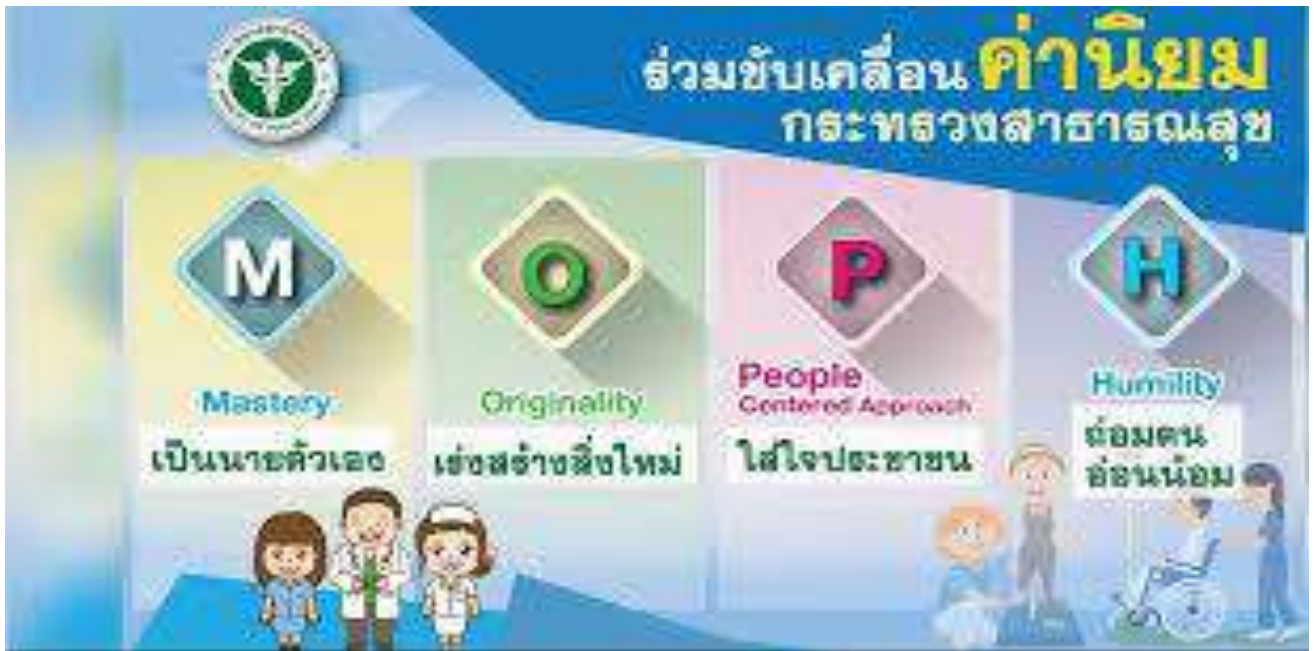 ร่วมขับเคลื่อน ค่านิยม
กระทรวงสาธารณสุข
M
Mastery
เป็นนายตัวเอง
O
Originality
เร่งสร้างสิ่งใหม่
P
People
Centered Approach
ใส่ใจประชาชน
H
Humility
ถ่อมตน
อ่อนน้อม